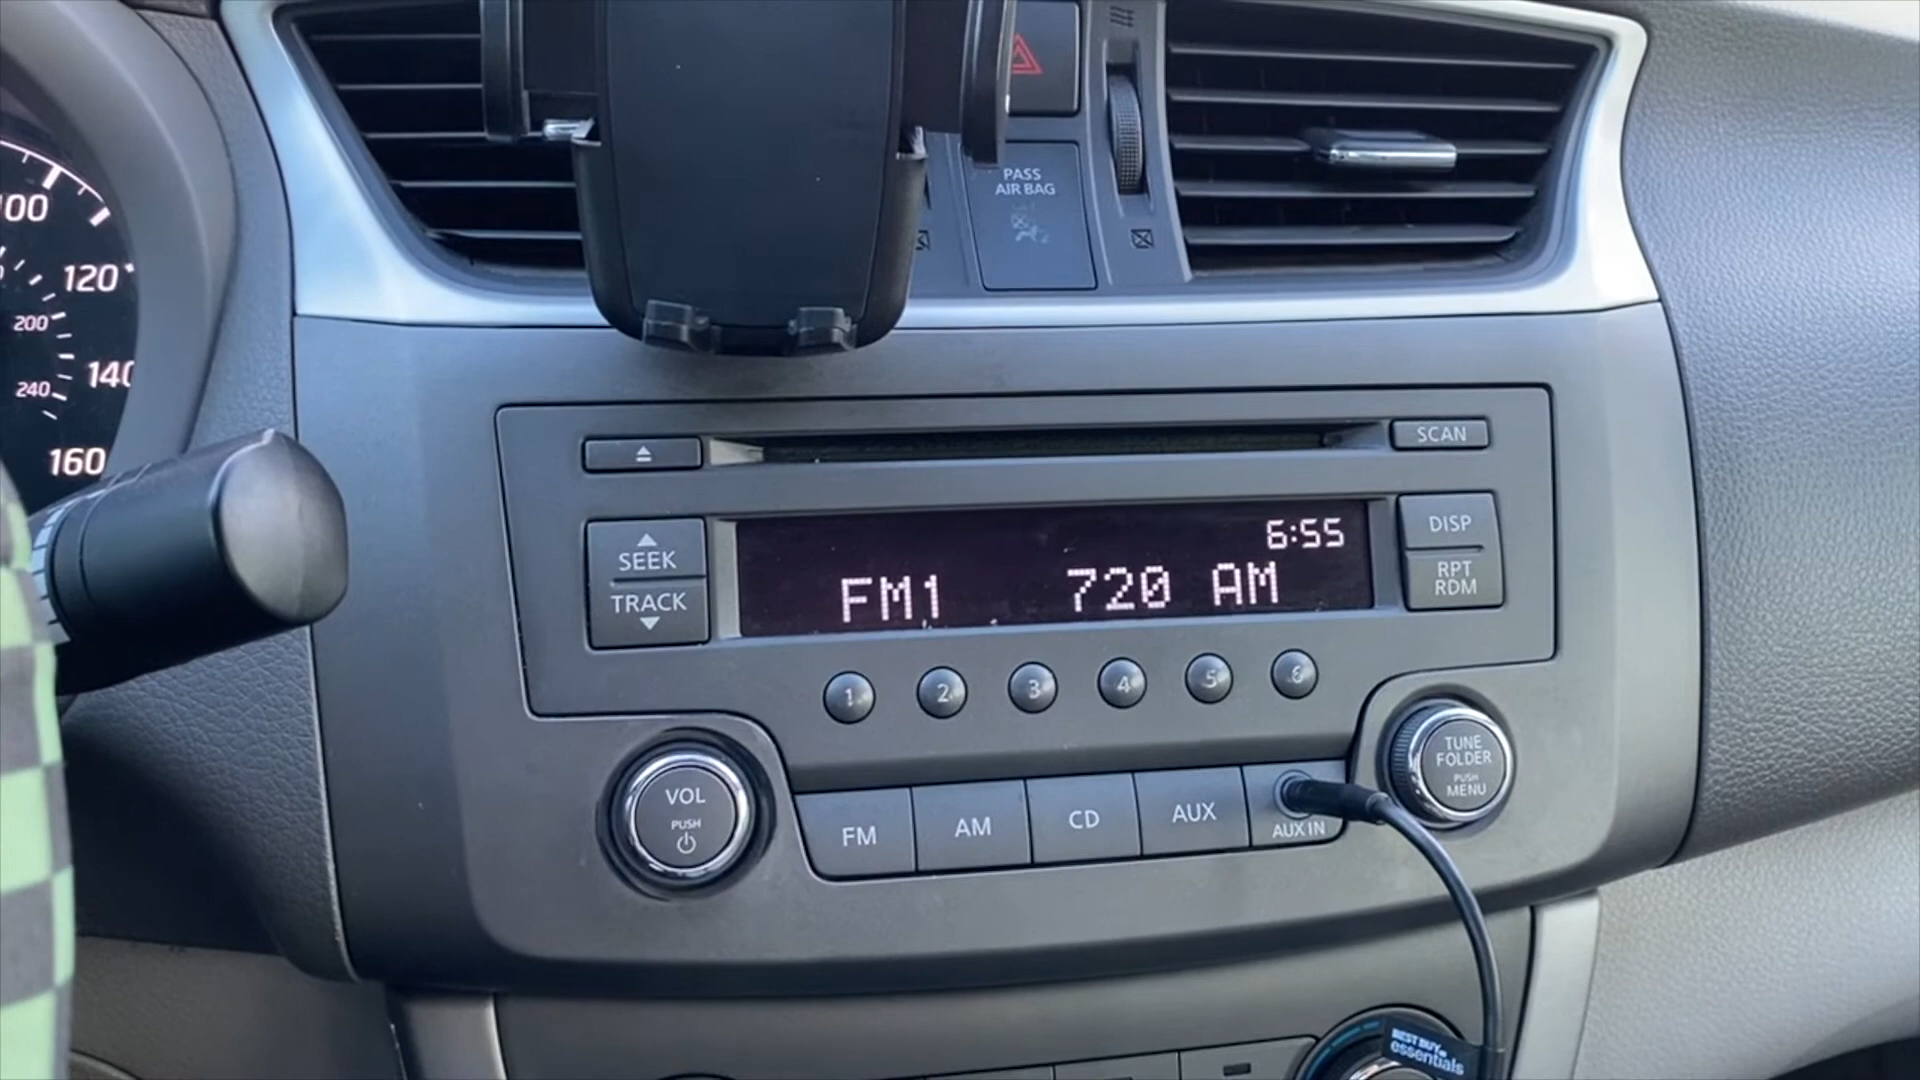 100
120
200
140
240
160
PASS
AIR BAG
SCAN
SEEK
TRACK
6:55
FM1 720 AM
DISP
RPT
RDM
1 2 3 4 5 6
VOL
PUSH
FM AM CD AUX AUX IN
TUNE
FOLDER
PUSH
MENU
BEST BUY
essentials